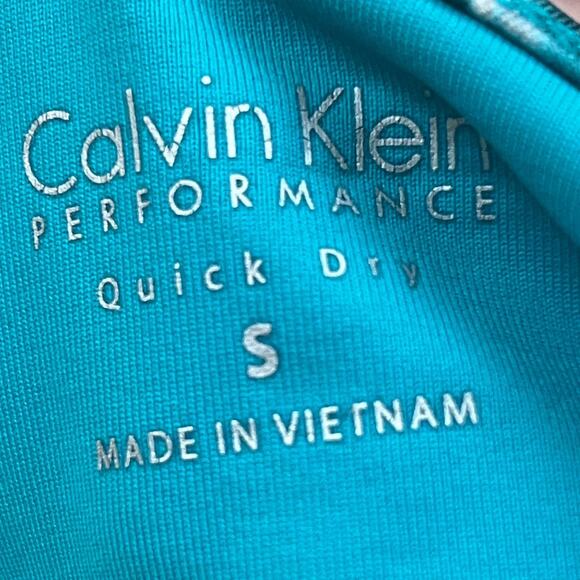 Calvin Klein
PERFORMANCE
Quick Dry
S
MADE IN VIETNAM